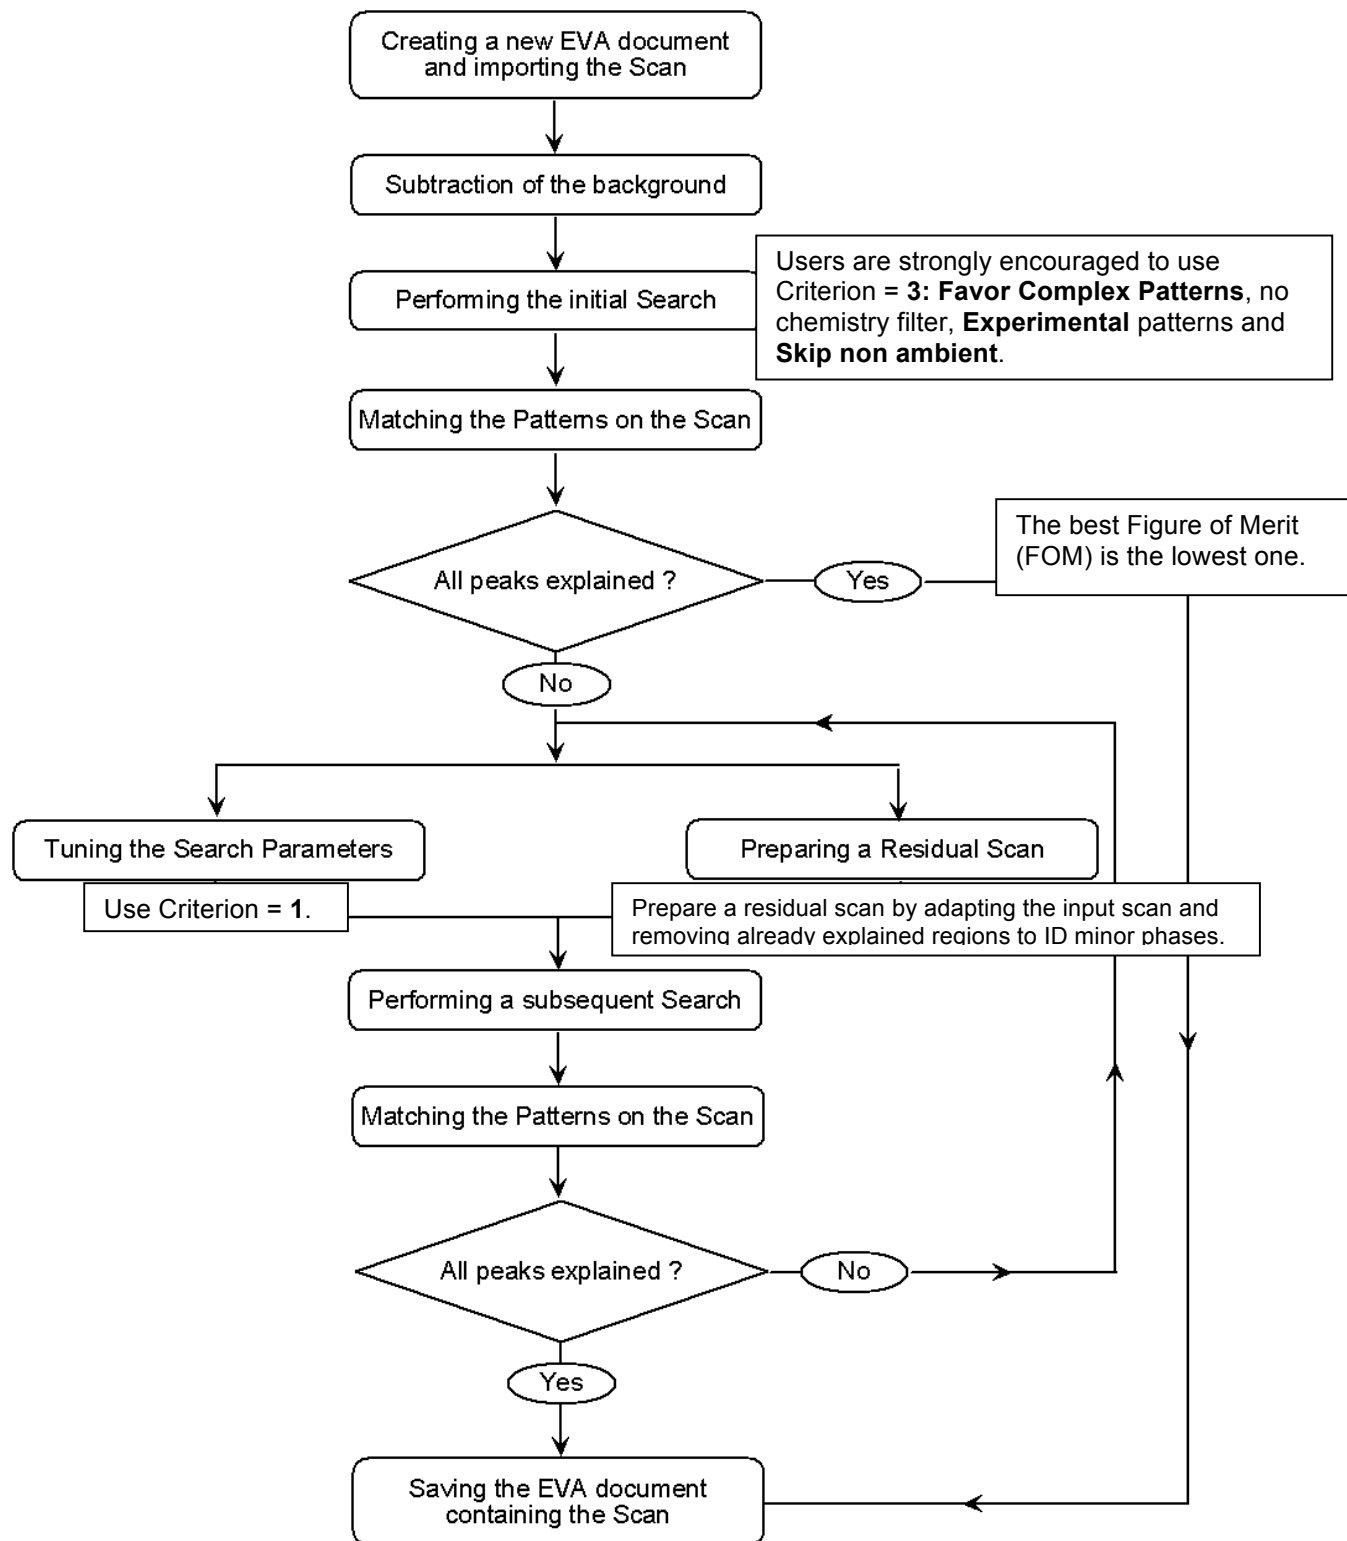 Creating a new EVA document
and importing the Scan
Subtraction of the background
Performing the initial Search
Users are strongly encouraged to use
Criterion = 3: Favor Complex Patterns, no
chemistry filter, Experimental patterns and
Skip non ambient.
Matching the Patterns on the Scan
All peaks explained ?
Yes
The best Figure of Merit
(FOM) is the lowest one.
No
Tuning the Search Parameters
Preparing a Residual Scan
Use Criterion = 1.
Prepare a residual scan by adapting the input scan and
removing already explained regions to ID minor phases.
Performing a subsequent Search
Matching the Patterns on the Scan
All peaks explained ?
No
Yes
Saving the EVA document
containing the Scan